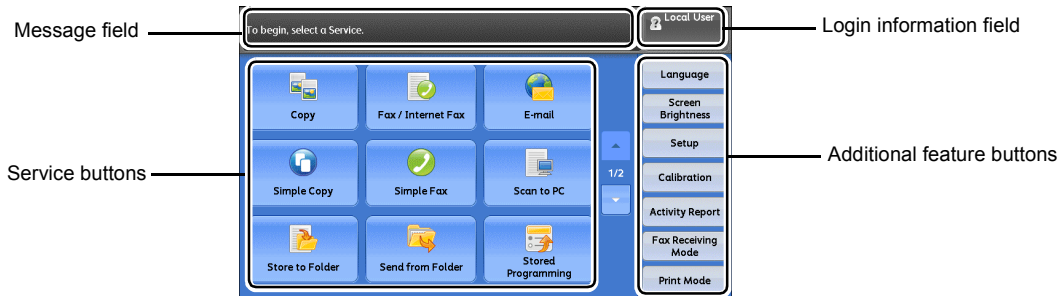 Message field
To begin, select a Service.
Local User
Login information field
Service buttons
Copy
Fax / Internet Fax
E-mail
Simple Copy
Simple Fax
Scan to PC
Store to Folder
Send from Folder
Stored
Programming
1/2
Language
Screen
Brightness
Setup
Calibration
Activity Report
Fax Receiving
Mode
Print Mode
Additional feature buttons